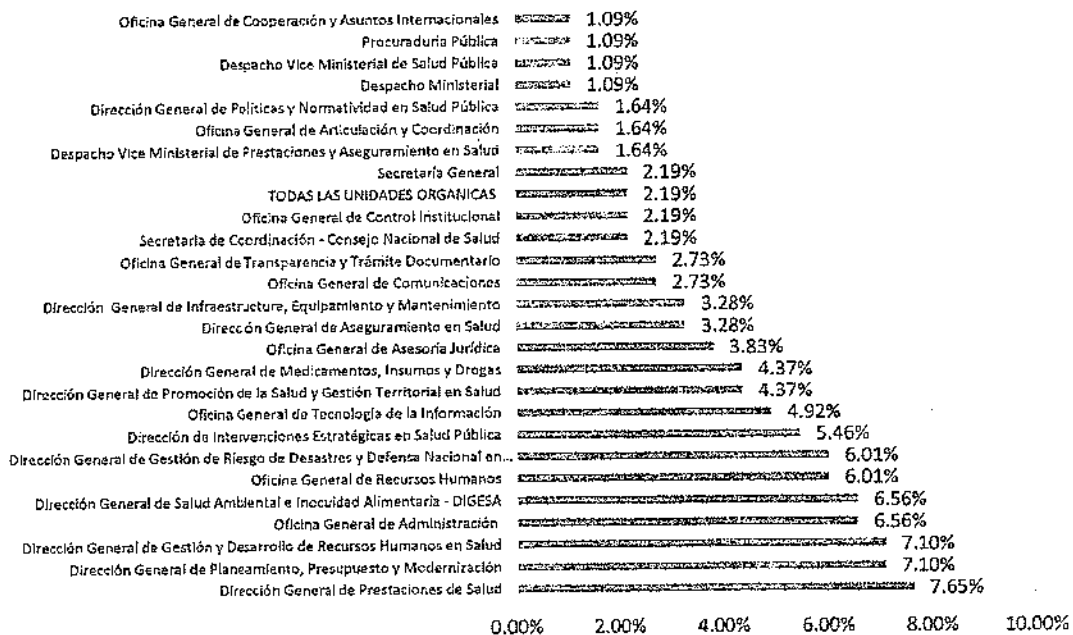 Oficina General de Cooperación y Asuntos Internacionales 1.09%
Procuraduria Pública 1.09%
Despacho Vice Ministerial de Salud Pública 1.09%
Despacho Ministerial 1.09%
Dirección General de Políticas y Normatividad en Salud Pública 1.64%
Oficina General de Articulación y Coordinación 1.64%
Despacho Vice Ministerial de Prestaciones y Aseguramiento en Salud 1.64%
Secretaría General 2.19%
TODAS LAS UNIDADES ORGANICAS 2.19%
Oficina General de Control Institucional 2.19%
Secretaria de Coordinación - Consejo Nacional de Salud 2.19%
Oficina General de Transparencia y Trámite Documentario 2.73%
Oficina General de Comunicaciones 2.73%
Dirección General de Infraestructura, Equipamiento y Mantenimiento 3.28%
Direccón General de Aseguramiento en Salud 3.28%
Oficina General de Asesoría Jurídica 3.83%
Dirección General de Medicamentos, Insumos y Drogas 4.37%
Dirección General de Promoción de la Salud y Gestión Territorial en Salud 4.37%
Oficina General de Tecnología de la Información 4.92%
Dirección de Intervenciones Estratégicas en Salud Pública 5.46%
Dirección General de Gestión de Riesgo de Desastres y Defensa Nacional en... 6.01%
Oficina General de Recursos Humanos 6.01%
Dirección General de Salud Ambiental e Inocuidad Alimentaria - DIGESA 6.56%
Oficina General de Administración 6.56%
Dirección General de Gestión y Desarrollo de Recursos Humanos en Salud 7.10%
Dirección General de Planeamiento, Presupuesto y Modernización 7.10%
Dirección General de Prestaciones de Salud 7.65%
0.00% 2.00% 4.00% 6.00% 8.00% 10.00%